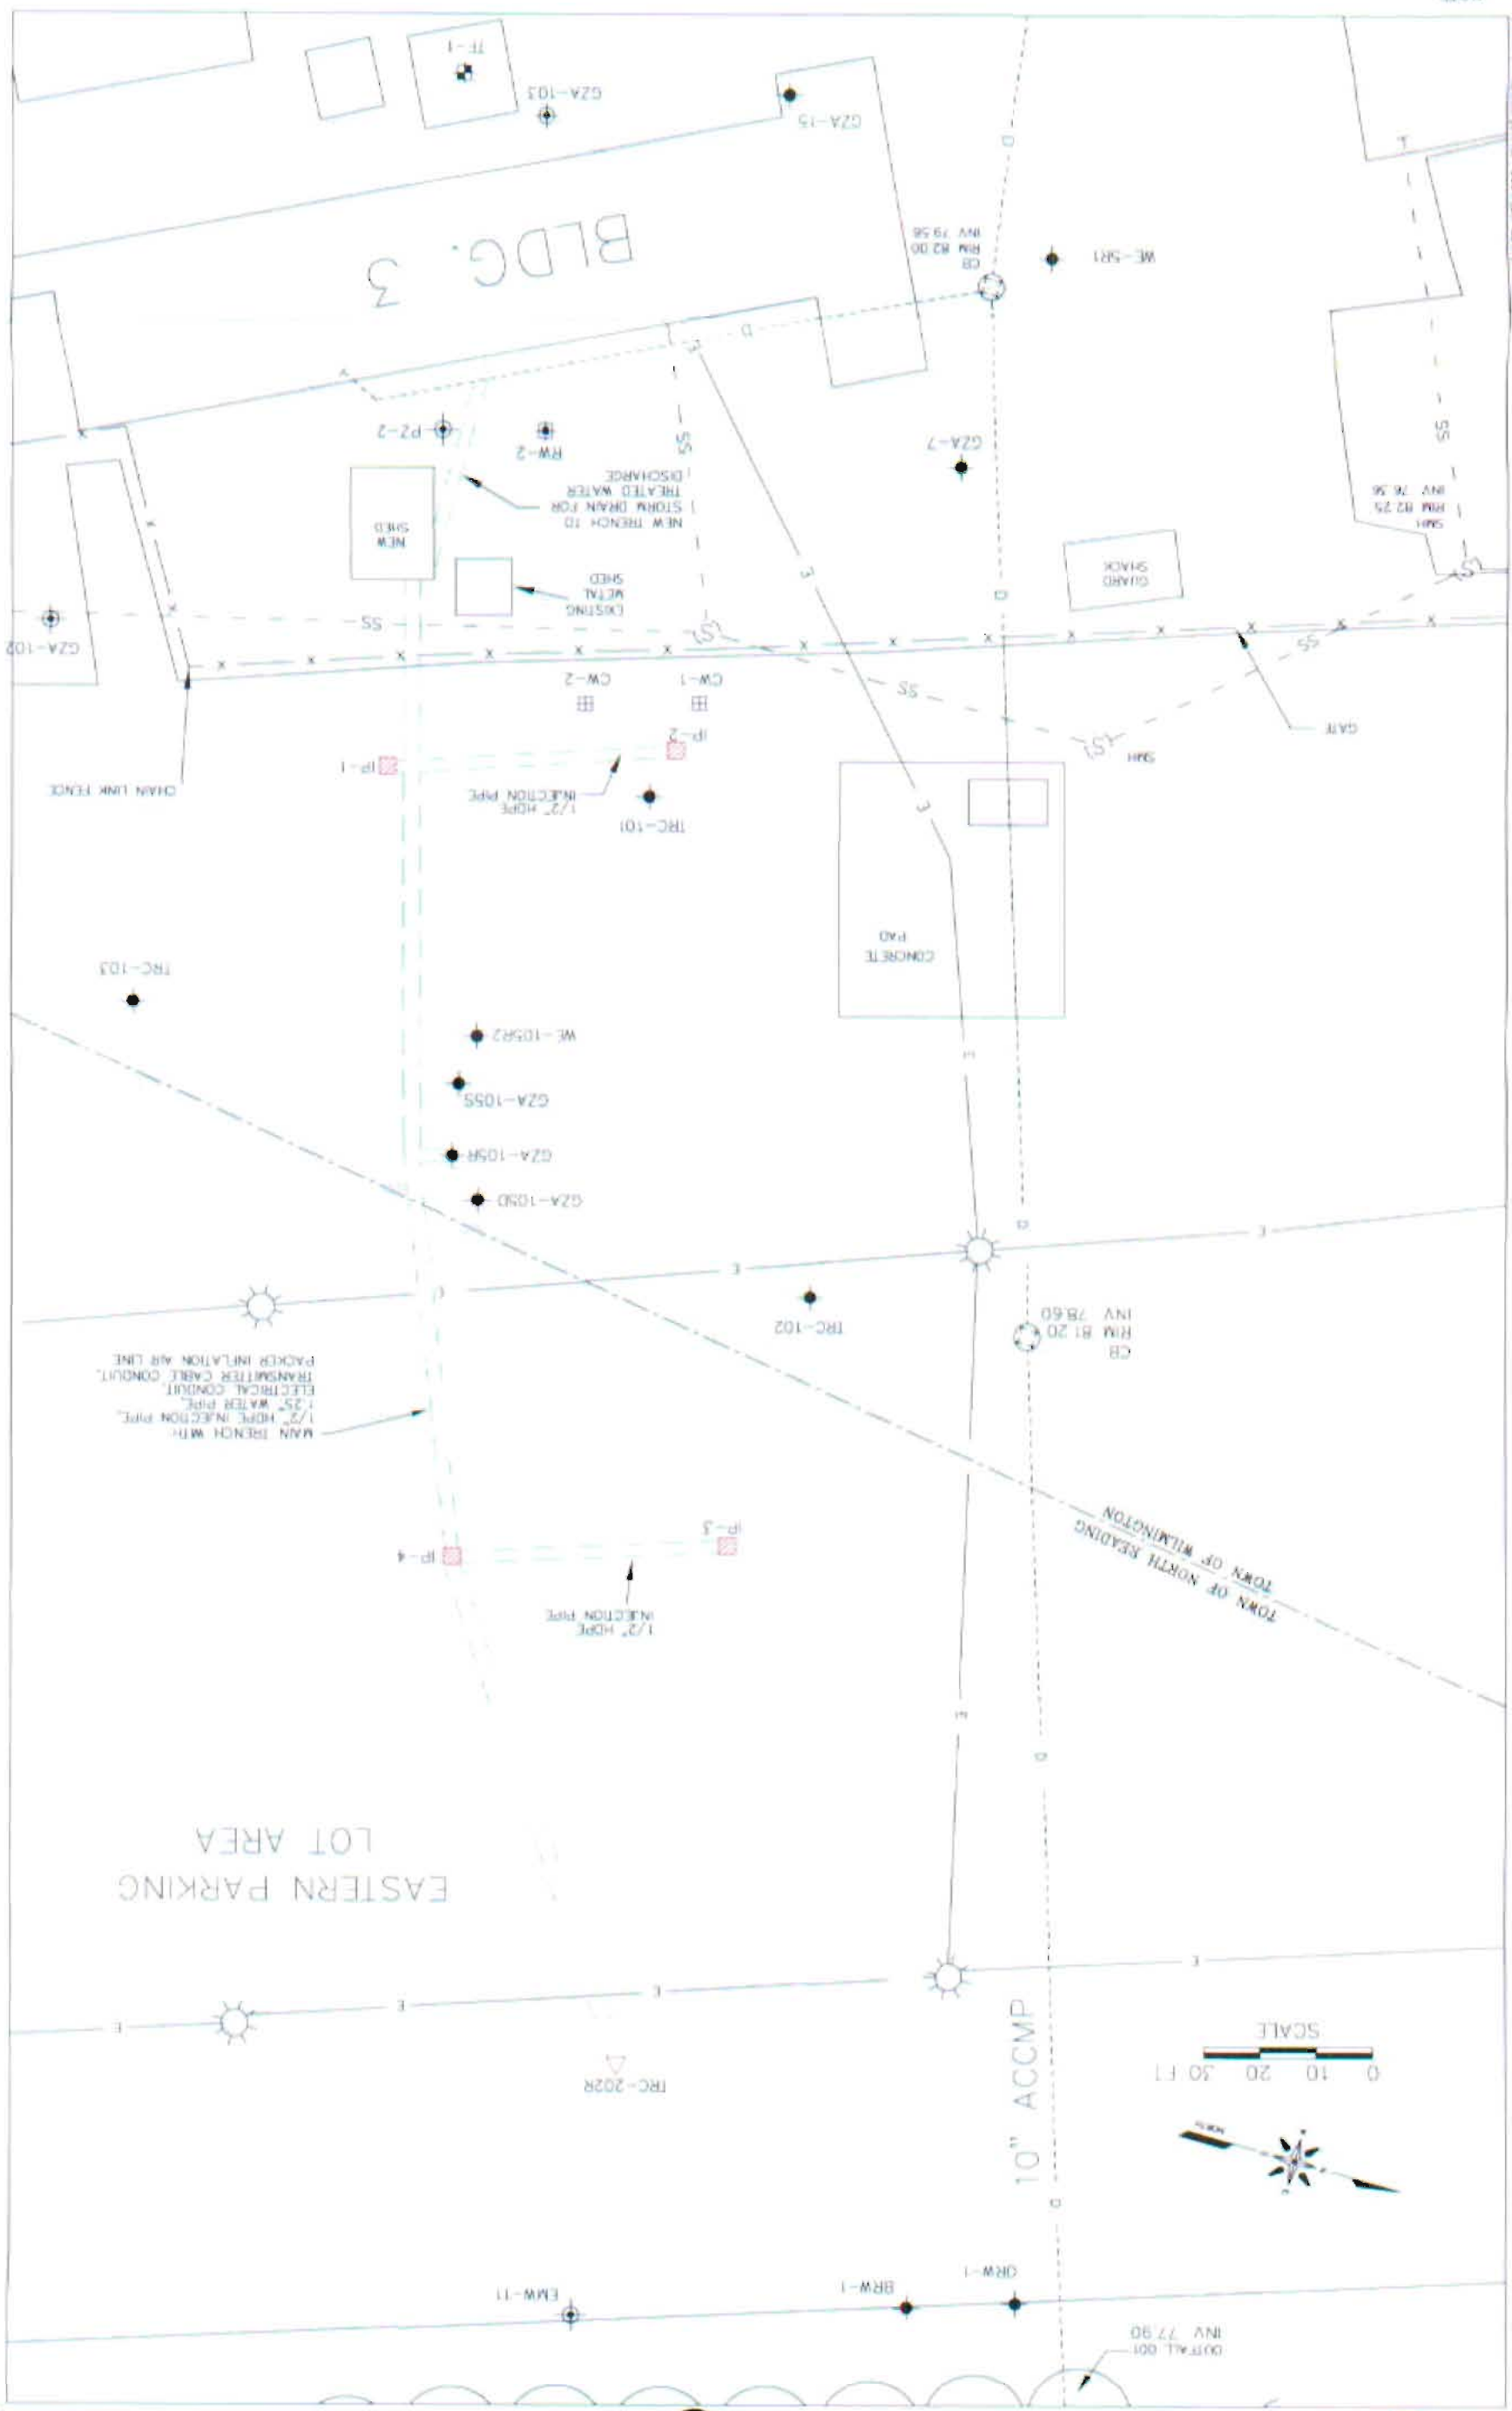 OUTFALL 001
INV 77.90
ORW-1
BRW-1
EMW-11
NORTH
0 10 20 30 FT
SCALE
10" ACCMP
TRC-202R
EASTERN PARKING
LOT AREA
1/2" HDPE
INJECTION PIPE
TOWN OF NORTH READING
TOWN OF WILMINGTON
IP-3
IP-4
MAIN TRENCH WITH
1/2" HDPE INJECTION PIPE,
1.25" WATER PIPE,
ELECTRICAL CONDUIT,
TRANSMITTER CABLE CONDUIT,
PACKER INFLATION AIR LINE
CB
RIM 81.20
INV 78.60
TRC-102
GZA-105D
GZA-105R
GZA-105S
WE-105R2
TRC-103
CONCRETE
PAD
TRC-101
1/2" HDPE
INJECTION PIPE
CHAIN LINK FENCE
IP-1
IP-2
SMH
GATE
CW-1
CW-2
GZA-102
EXISTING
METAL
SHED
GUARD
SHACK
NEW
SHED
NEW TRENCH TO
STORM DRAIN FOR
TREATED WATER
DISCHARGE
SMH
RIM 82.25
INV 76.36
GZA-7
RW-2
PZ-2
BLDG. 3
CB
RIM 82.00
INV 79.56
WE-5R1
GZA-15
GZA-103
TF-1